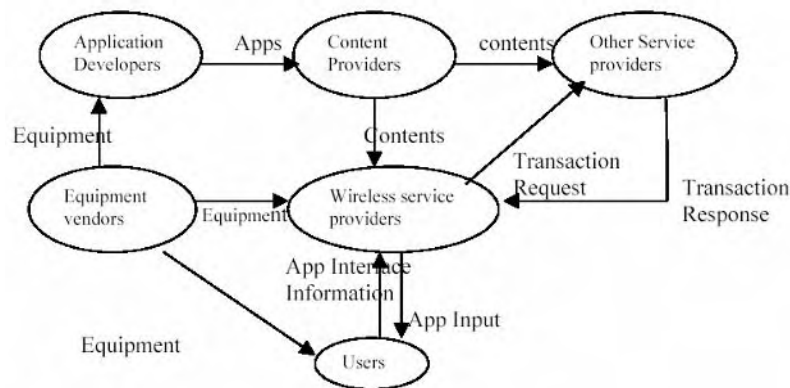 Application
Developers
Apps
Content
Providers
contents
Other Service
providers
Equipment
Contents
Equipment
vendors
Equipment
Wireless service
providers
Transaction
Request
Transaction
Response
App Interface
Information
App Input
Equipment
Users